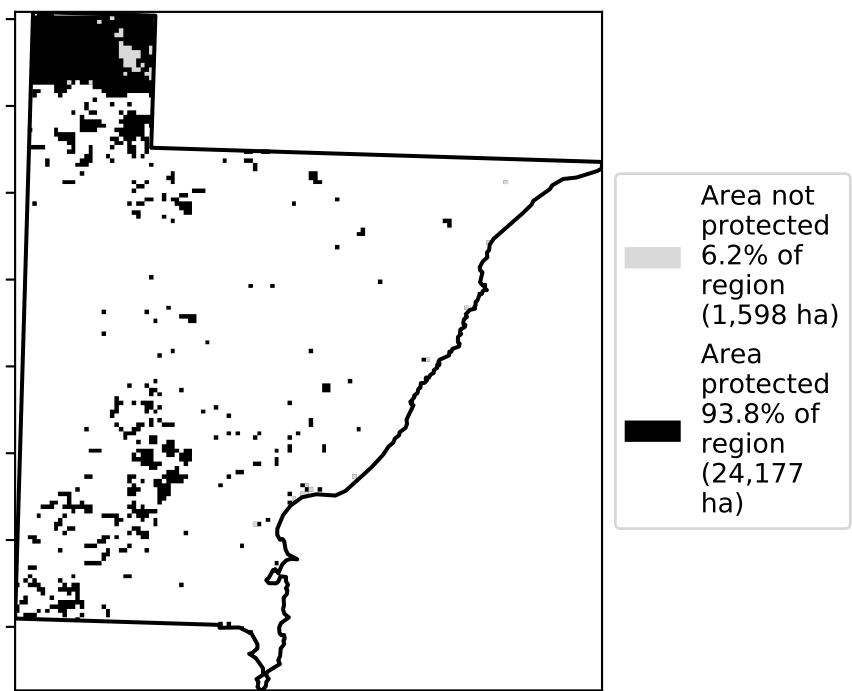 Area not
protected
6.2% of
region
(1,598 ha)
Area
protected
93.8% of
region
(24,177
ha)